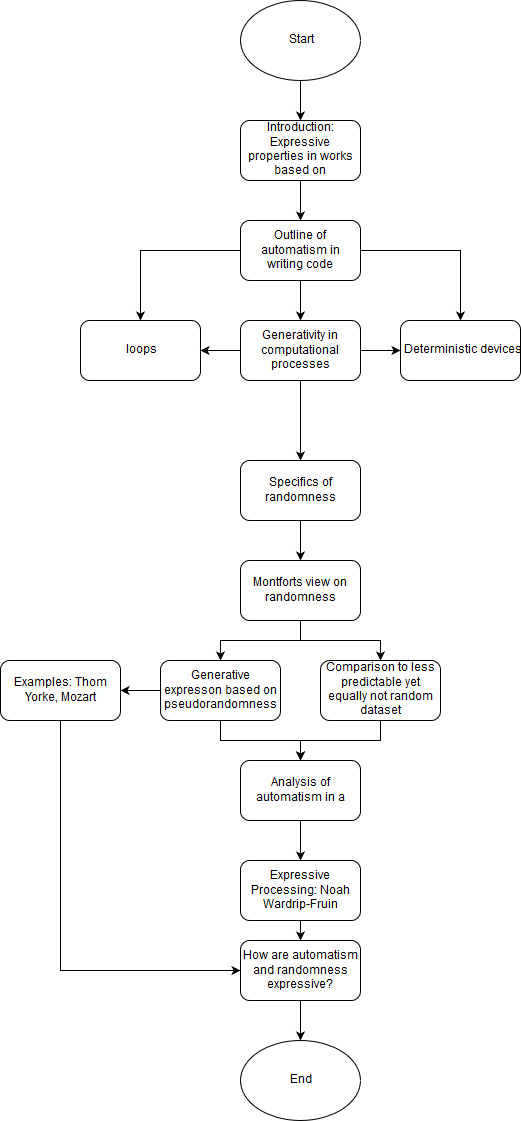 Start
Introduction:
Expressive
properties in works
based on
Outline of
automatism in
writing code
loops
Generativity in
computational
processes
Deterministic devices
Specifics of
randomness
Montforts view on
randomness
Examples: Thom
Yorke, Mozart
Generative
expresson based on
pseudorandomness
Comparison to less
predictable yet
equally not random
dataset
Analysis of
automatism in a
Expressive
Processing: Noah
Wardrip-Fruin
How are automatism
and randomness
expressive?
End